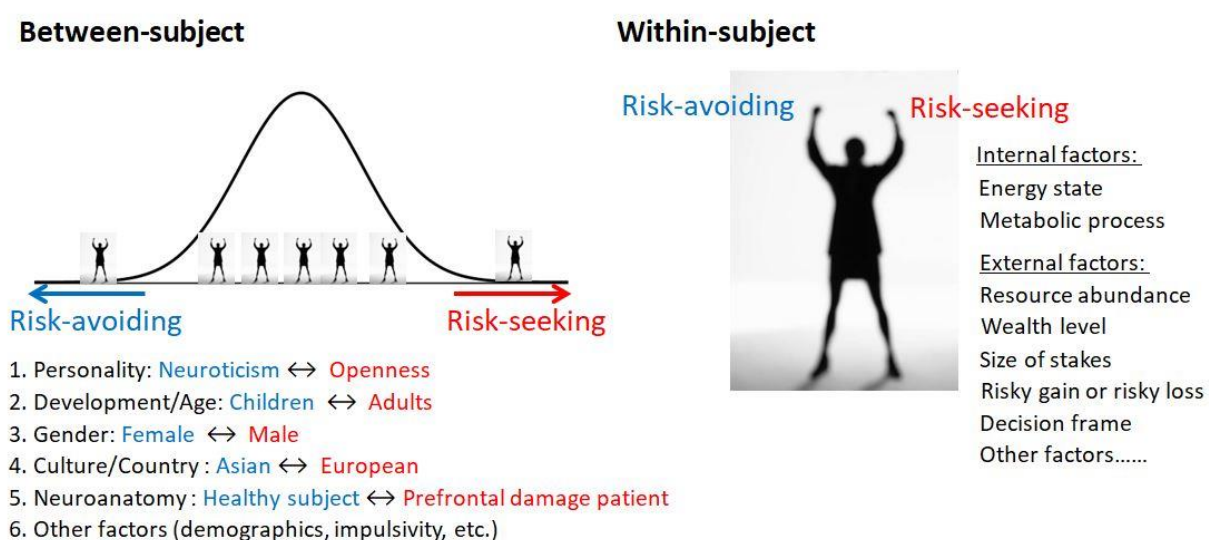 Between-subject
Risk-avoiding
Risk-seeking
1. Personality: Neuroticism ↔ Openness
2. Development/Age: Children ↔ Adults
3. Gender: Female ↔ Male
4. Culture/Country : Asian ↔ European
5. Neuroanatomy : Healthy subject ↔ Prefrontal damage patient
6. Other factors (demographics, impulsivity, etc.)
Within-subject
Risk-avoiding
Risk-seeking
Internal factors:
Energy state
Metabolic process
External factors:
Resource abundance
Wealth level
Size of stakes
Risky gain or risky loss
Decision frame
Other factors......